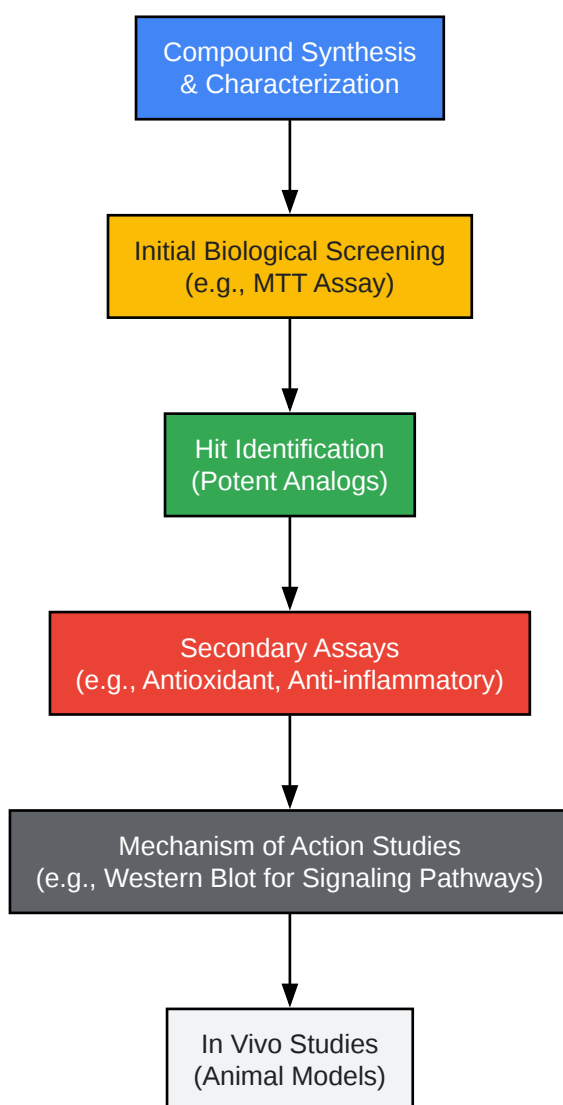 Compound Synthesis
& Characterization
Initial Biological Screening
(e.g., MTT Assay)
Hit Identification
(Potent Analogs)
Secondary Assays
(e.g., Antioxidant, Anti-inflammatory)
Mechanism of Action Studies
(e.g., Western Blot for Signaling Pathways)
In Vivo Studies
(Animal Models)